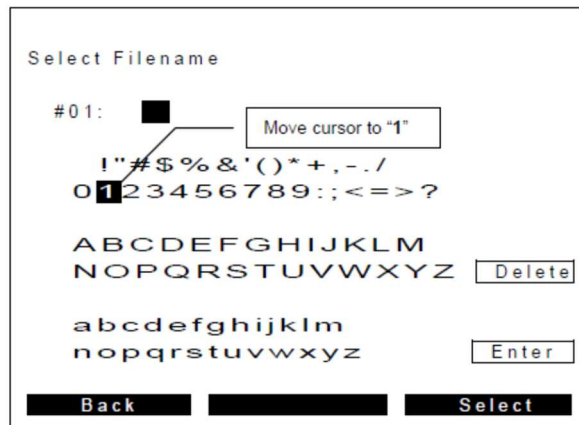 Select Filename
#01:
Move cursor to “1”
!"#$%&'()*+,-./
0123456789:;<=>?
ABCDEFGHIJKLM
NOPQRSTUVWXYZ
Delete
abcdefghijklm
nopqrstuvwxyz
Enter
Back
Select